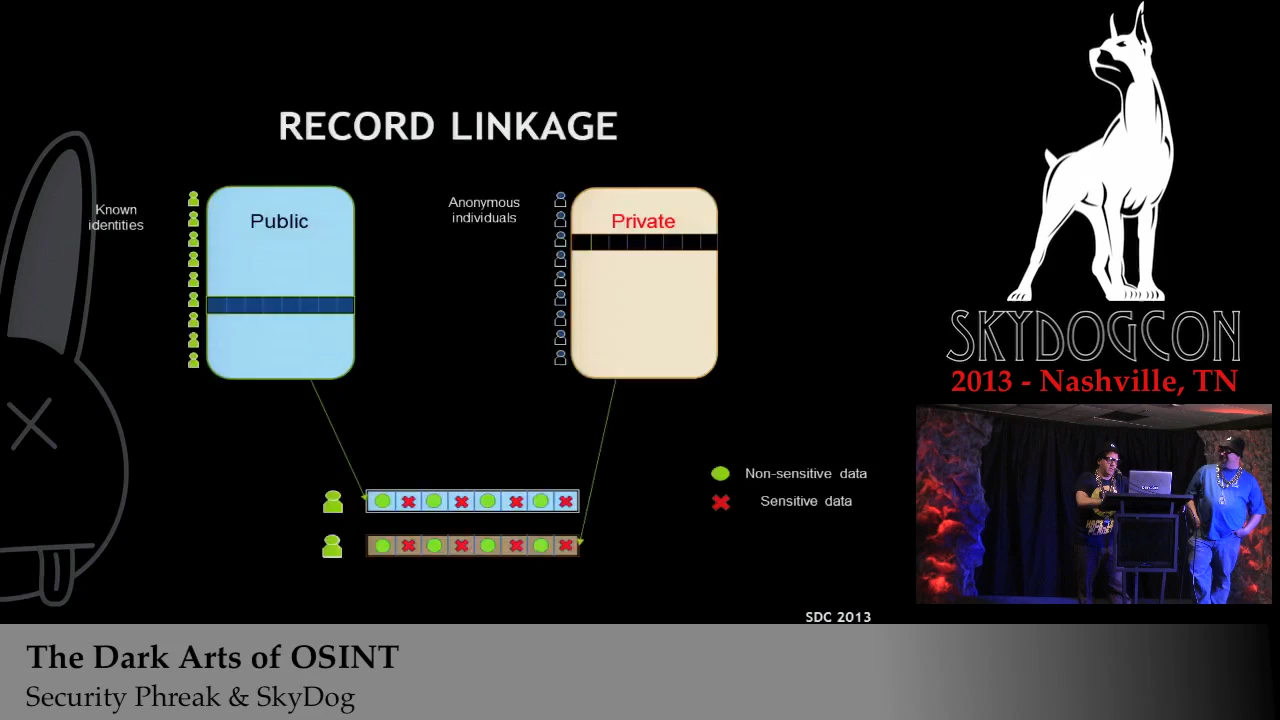 RECORD LINKAGE
Known
identities
Public
Anonymous
individuals
Private
Non-sensitive data
Sensitive data
SDC 2013
SKYDOGCON
2013 - Nashville, TN
The Dark Arts of OSINT
Security Phreak & SkyDog